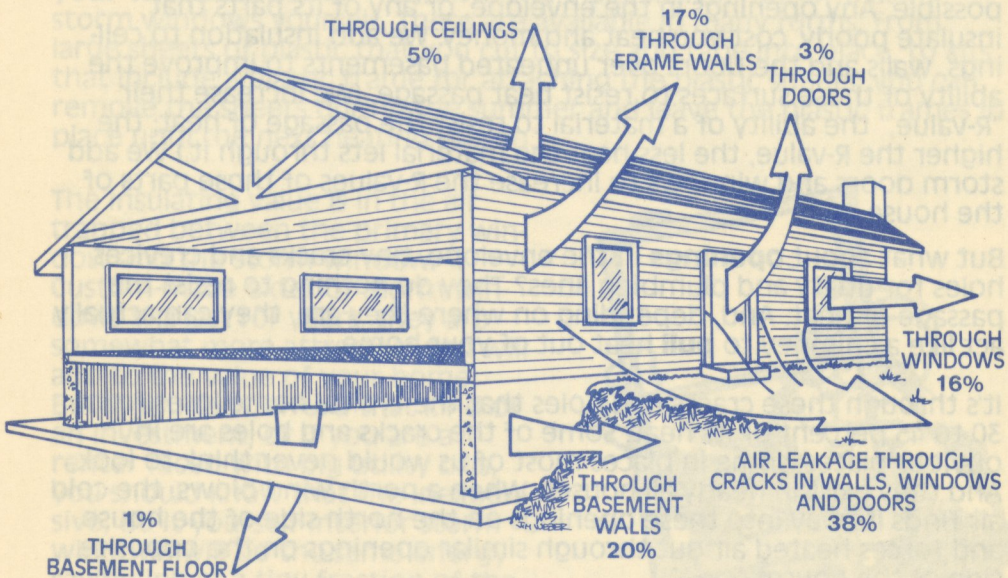 THROUGH CEILINGS
5%
17%
THROUGH
FRAME WALLS
3%
THROUGH
DOORS
THROUGH
WINDOWS
16%
AIR LEAKAGE THROUGH
CRACKS IN WALLS, WINDOWS
AND DOORS
38%
THROUGH
BASEMENT
WALLS
20%
1%
THROUGH
BASEMENT FLOOR